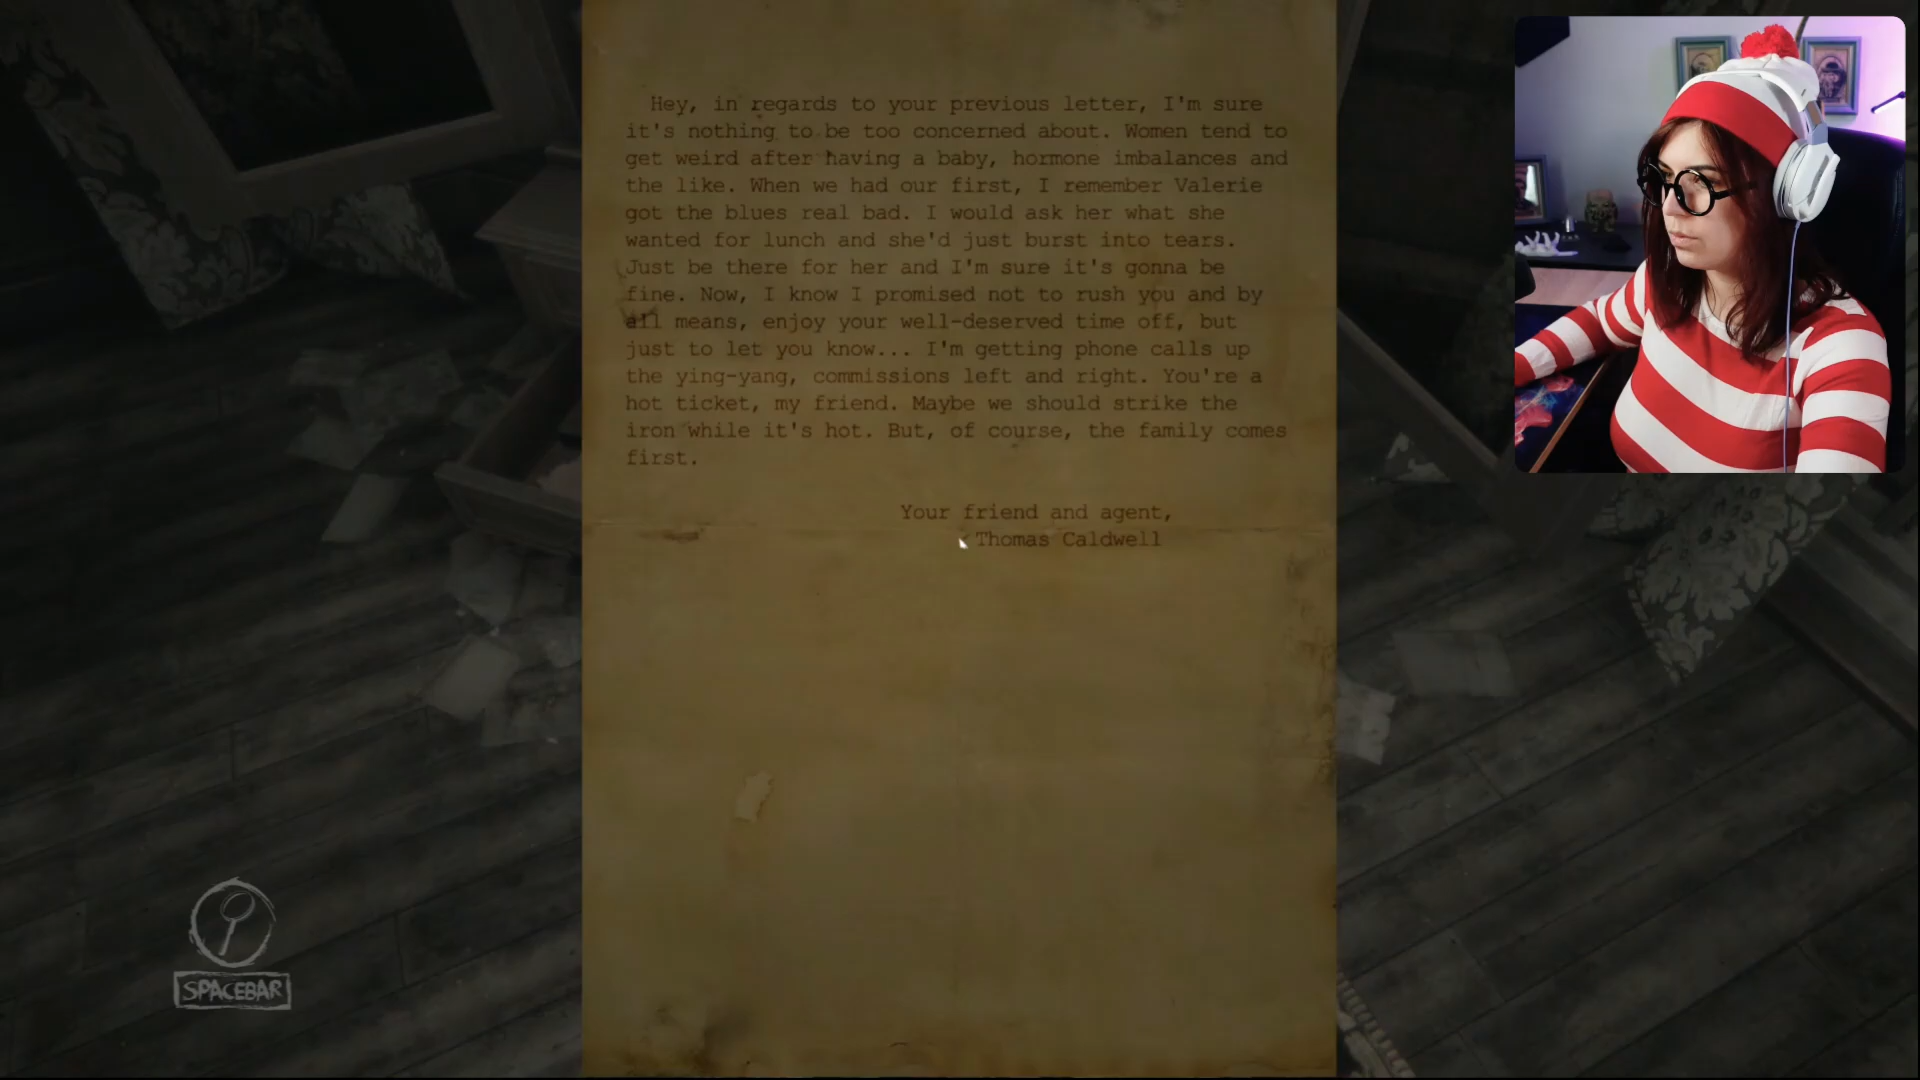 Hey, in regards to your previous letter, I'm sure
it's nothing to be too concerned about. Women tend to
get weird after having a baby, hormone imbalances and
the like. When we had our first, I remember Valerie
got the blues real bad. I would ask her what she
wanted for lunch and she'd just burst into tears.
Just be there for her and I'm sure it's gonna be
fine. Now, I know I promised not to rush you and by
all means, enjoy your well-deserved time off, but
just to let you know... I'm getting phone calls up
the ying-yang, commissions left and right. You're a
hot ticket, my friend. Maybe we should strike the
iron while it's hot. But, of course, the family comes
first.
Your friend and agent,
Thomas Caldwell
SPACEBAR